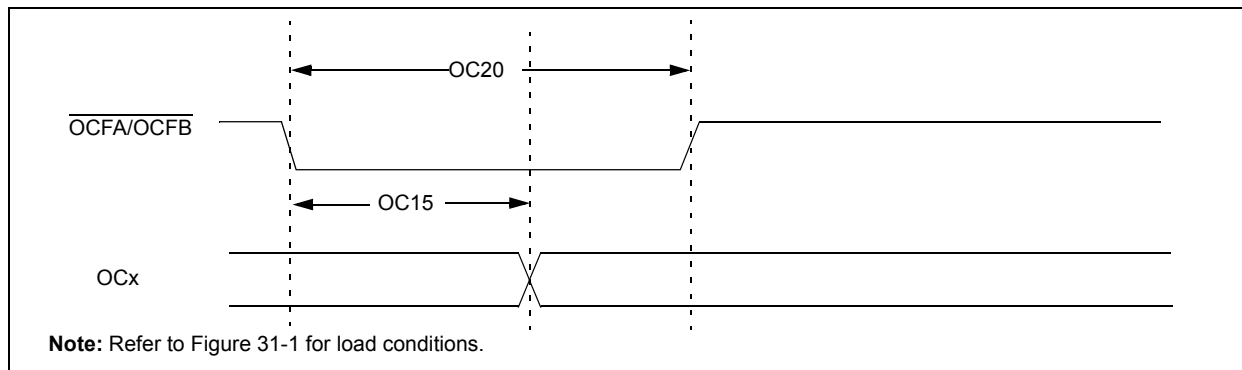 OC20
OCFA/OCFB
OC15
OCx
Note: Refer to Figure 31-1 for load conditions.